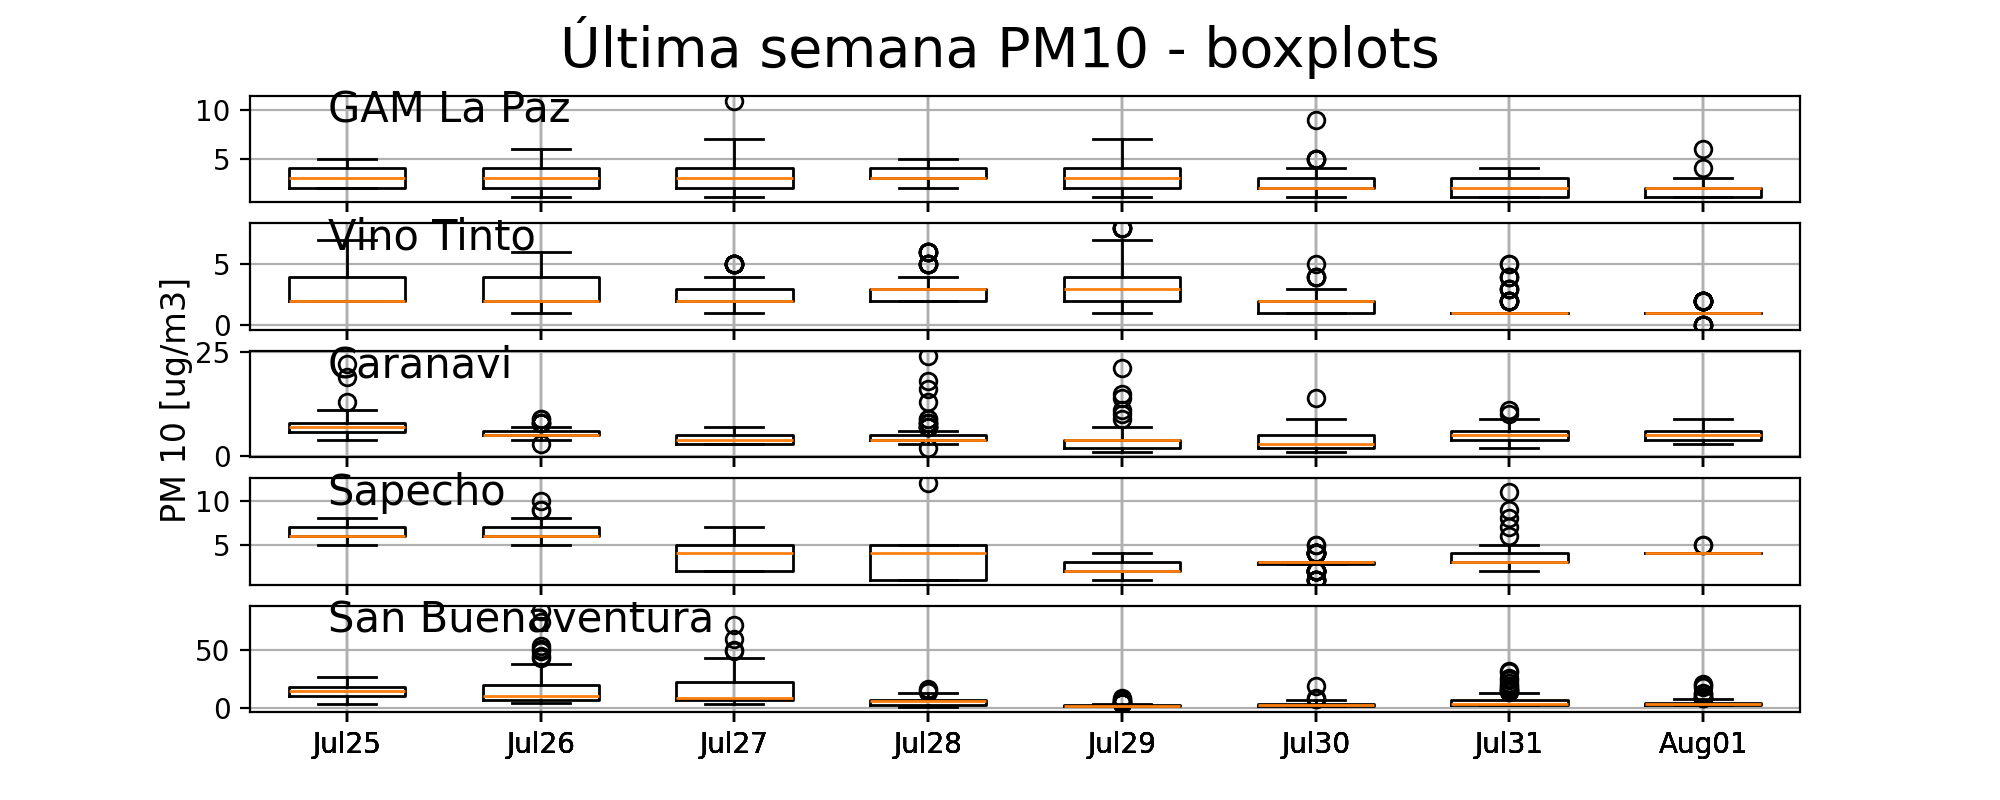 Última semana PM10 - boxplots
PM 10 [ug/m3]
GAM La Paz
10
5
Vino Tinto
5
0
Caranavi
25
0
Sapecho
10
5
San Buenaventura
50
0
Jul25 Jul26 Jul27 Jul28 Jul29 Jul30 Jul31 Aug01